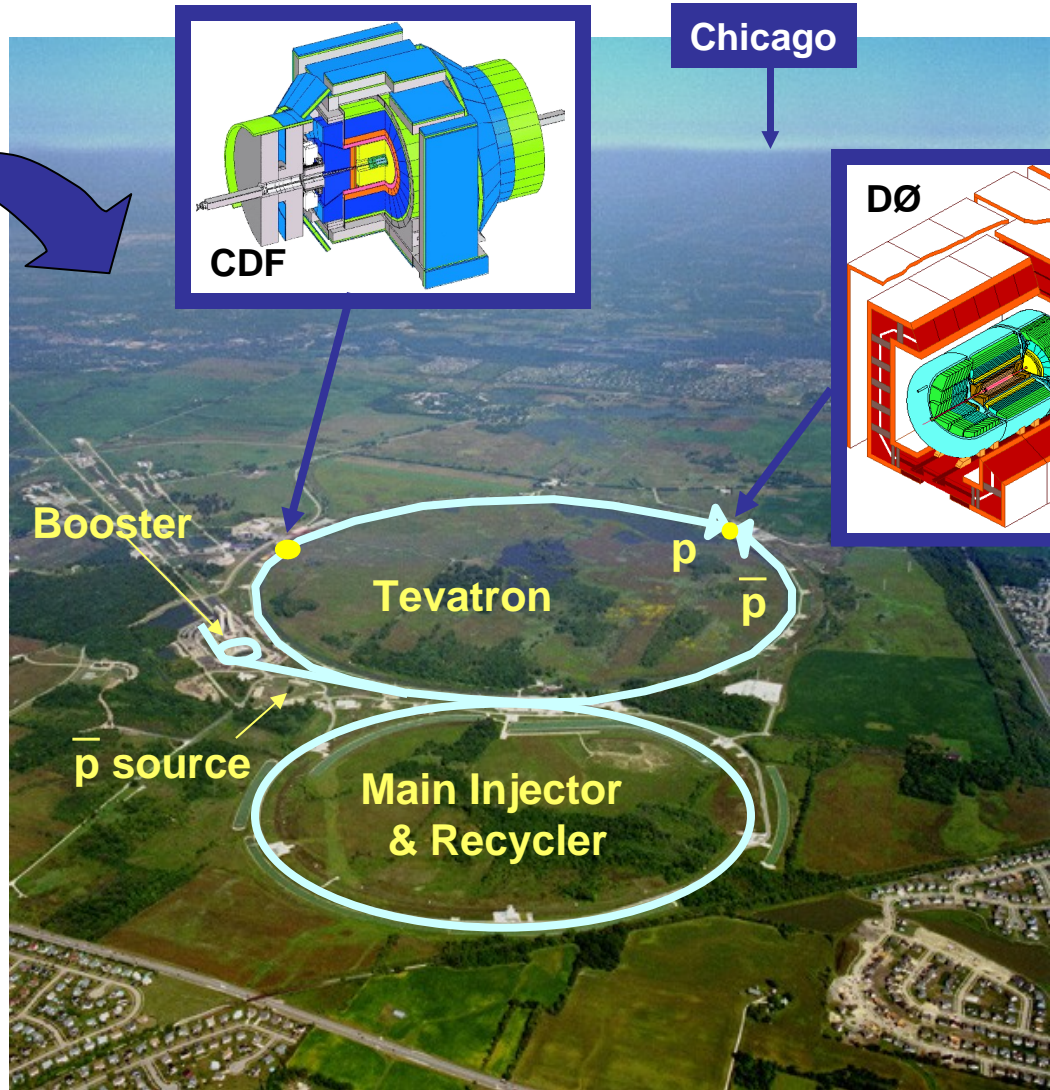 Chicago
CDF
DØ
Booster
p
p̅
Tevatron
p̅ source
Main Injector
& Recycler